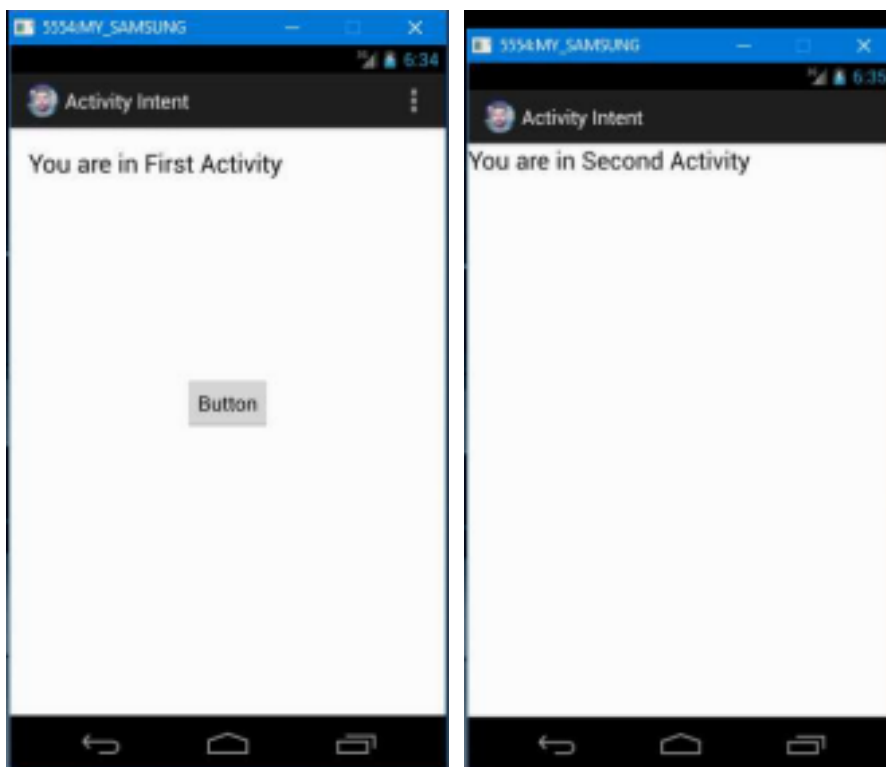 5554:MY_SAMSUNG
6:34
Activity Intent
You are in First Activity
Button
5554:MY_SAMSUNG
6:35
Activity Intent
You are in Second Activity